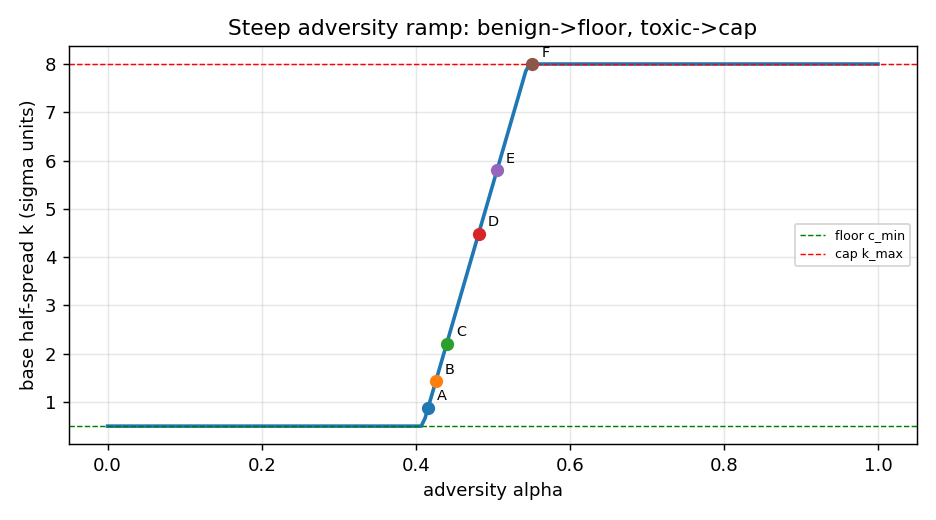 Steep adversity ramp: benign->floor, toxic->cap
base half-spread k (sigma units)
8
7
6
5
4
3
2
1
F
E
D
C
B
A
floor c_min
cap k_max
0.0 0.2 0.4 0.6 0.8 1.0
adversity alpha